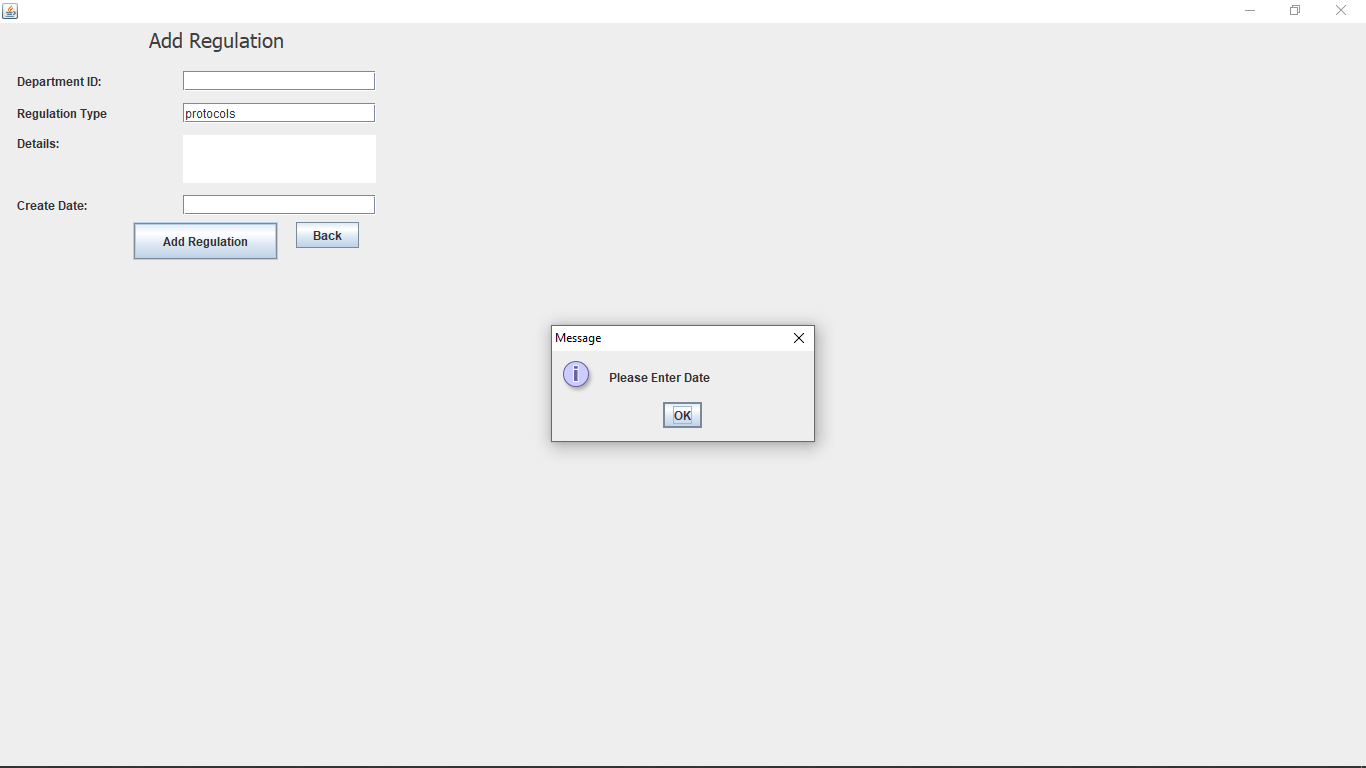 Add Regulation
Department ID:
Regulation Type protocols
Details:
Create Date:
Add Regulation Back
Message
i Please Enter Date
OK